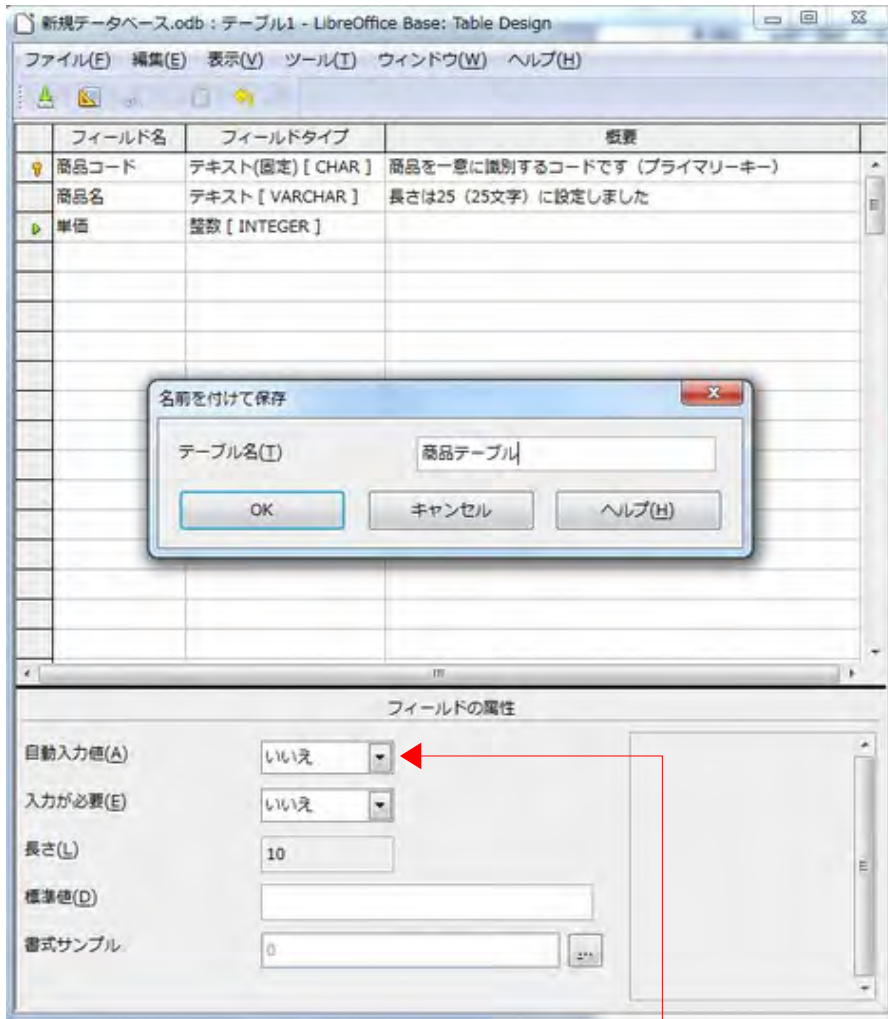 新規データベース.odb : テーブル1 - LibreOffice Base: Table Design
ファイル(F) 編集(E) 表示(V) ツール(T) ウィンドウ(W) ヘルプ(H)
フィールド名 フィールドタイプ 概要
商品コード テキスト(固定) [ CHAR ] 商品を一意に識別するコードです（プライマリーキー）
商品名 テキスト [ VARCHAR ] 長さは25（25文字）に設定しました
単価 整数 [ INTEGER ]
名前を付けて保存
テーブル名(T) 商品テーブル
OK キャンセル ヘルプ(H)
フィールドの属性
自動入力値(A) いいえ
入力が必要(E) いいえ
長さ(L) 10
標準値(D)
書式サンプル 0 ...